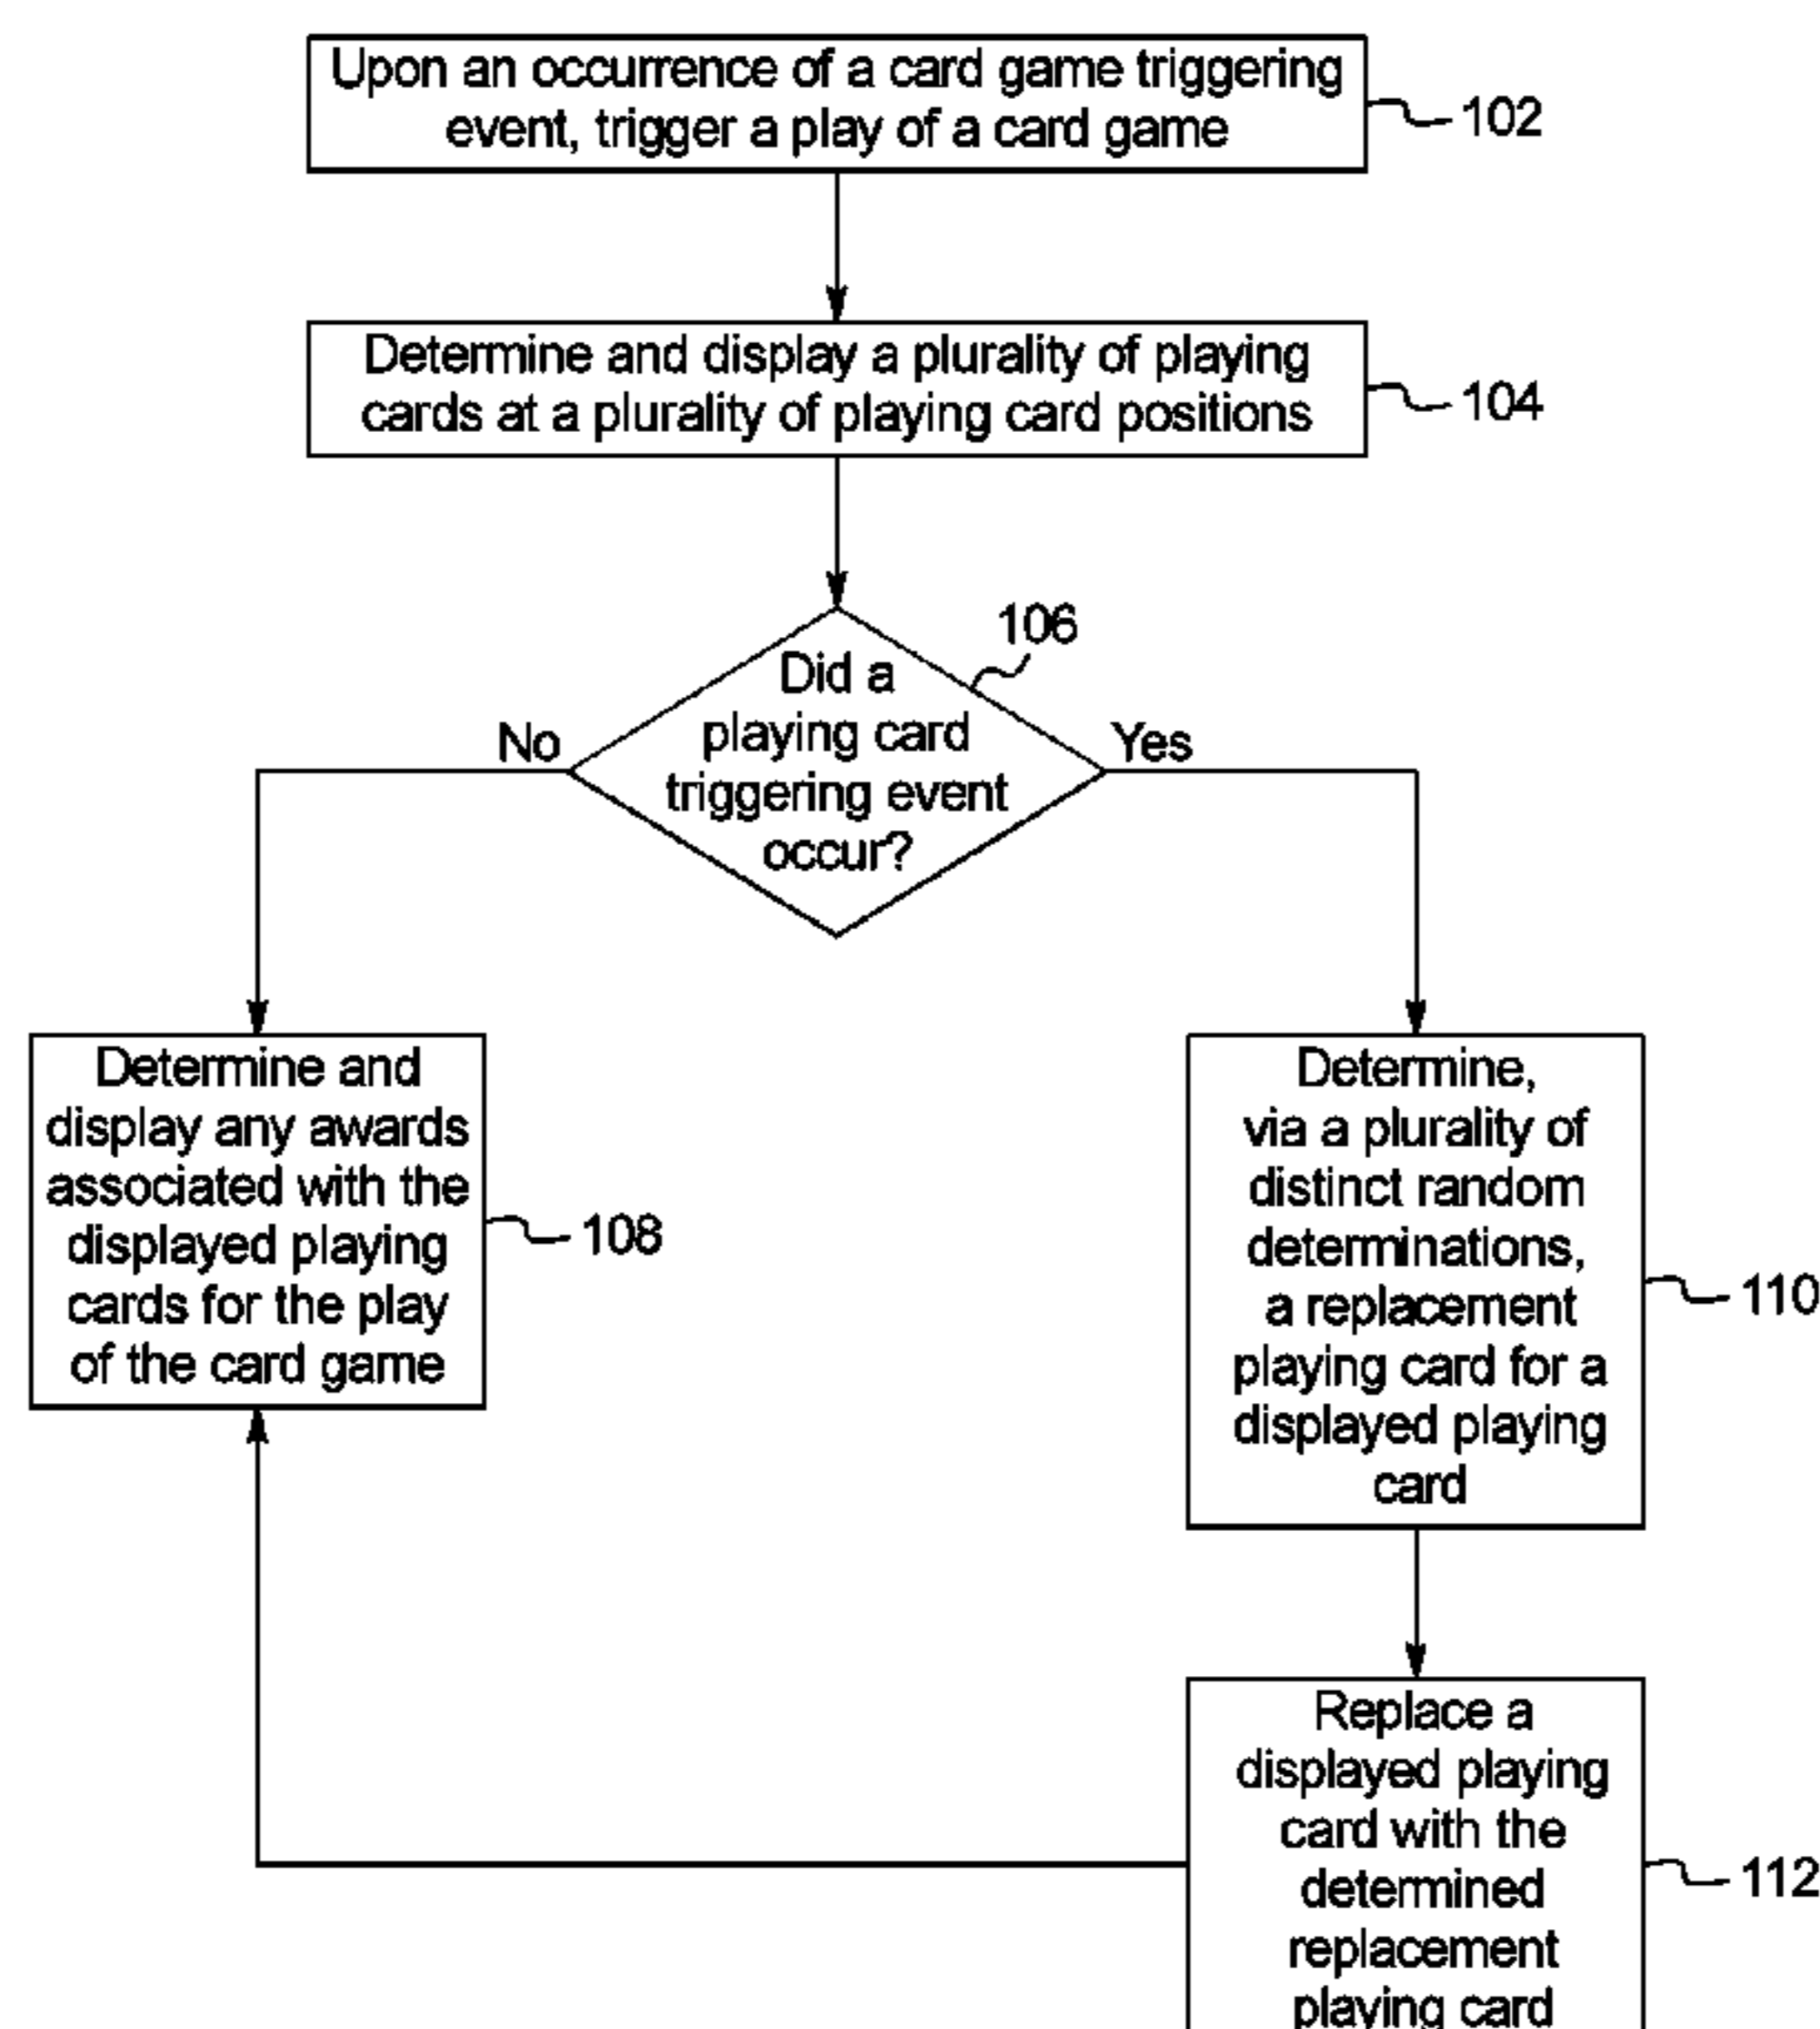 Upon an occurrence of a card game triggering
event, trigger a play of a card game
102
Determine and display a plurality of playing
cards at a plurality of playing card positions
104
106
Did a
playing card
triggering event
occur?
No
Yes
Determine and
display any awards
associated with the
displayed playing
cards for the play
of the card game
108
Determine,
via a plurality of
distinct random
determinations,
a replacement
playing card for a
displayed playing
card
110
Replace a
displayed playing
card with the
determined
replacement
playing card
112